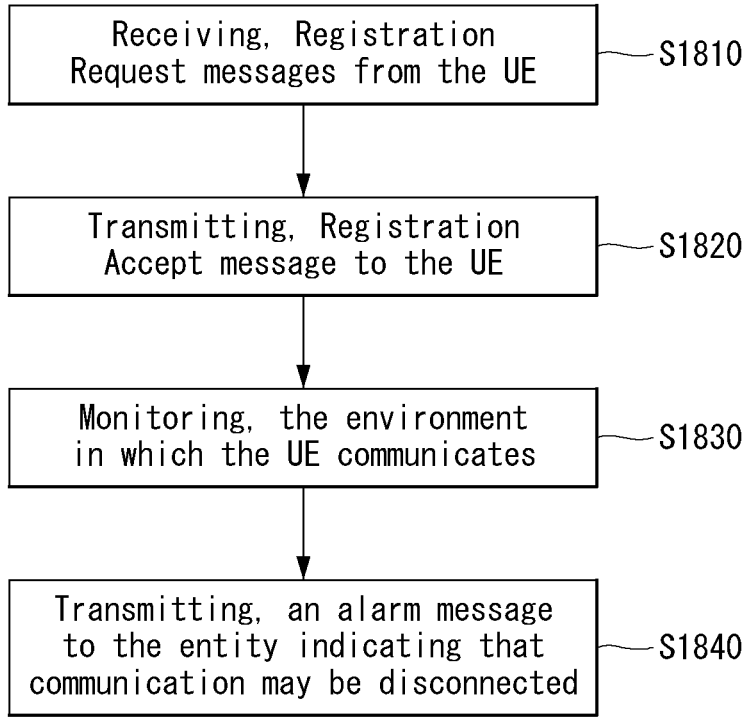 Receiving, Registration
Request messages from the UE
S1810
Transmitting, Registration
Accept message to the UE
S1820
Monitoring, the environment
in which the UE communicates
S1830
Transmitting, an alarm message
to the entity indicating that
communication may be disconnected
S1840